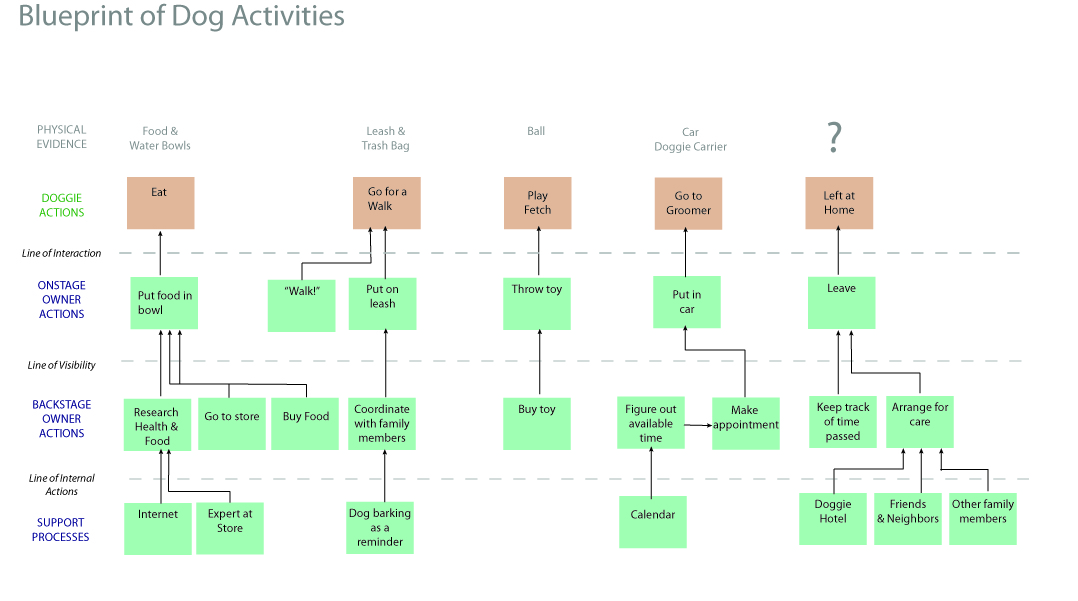 Blueprint of Dog Activities
PHYSICAL
EVIDENCE
Food &
Water Bowls
Leash &
Trash Bag
Ball
Car
Doggie Carrier
?
DOGGIE
ACTIONS
Eat
Go for a
Walk
Play
Fetch
Go to
Groomer
Left at
Home
Line of Interaction
ONSTAGE
OWNER
ACTIONS
Put food in
bowl
“Walk!”
Put on
leash
Throw toy
Put in
car
Leave
Line of Visibility
BACKSTAGE
OWNER
ACTIONS
Research
Health &
Food
Go to store
Buy Food
Coordinate
with family
members
Buy toy
Figure out
available
time
Make
appointment
Keep track
of time
passed
Arrange for
care
Line of Internal
Actions
SUPPORT
PROCESSES
Internet
Expert at
Store
Dog barking
as a
reminder
Calendar
Doggie
Hotel
Friends
& Neighbors
Other family
members